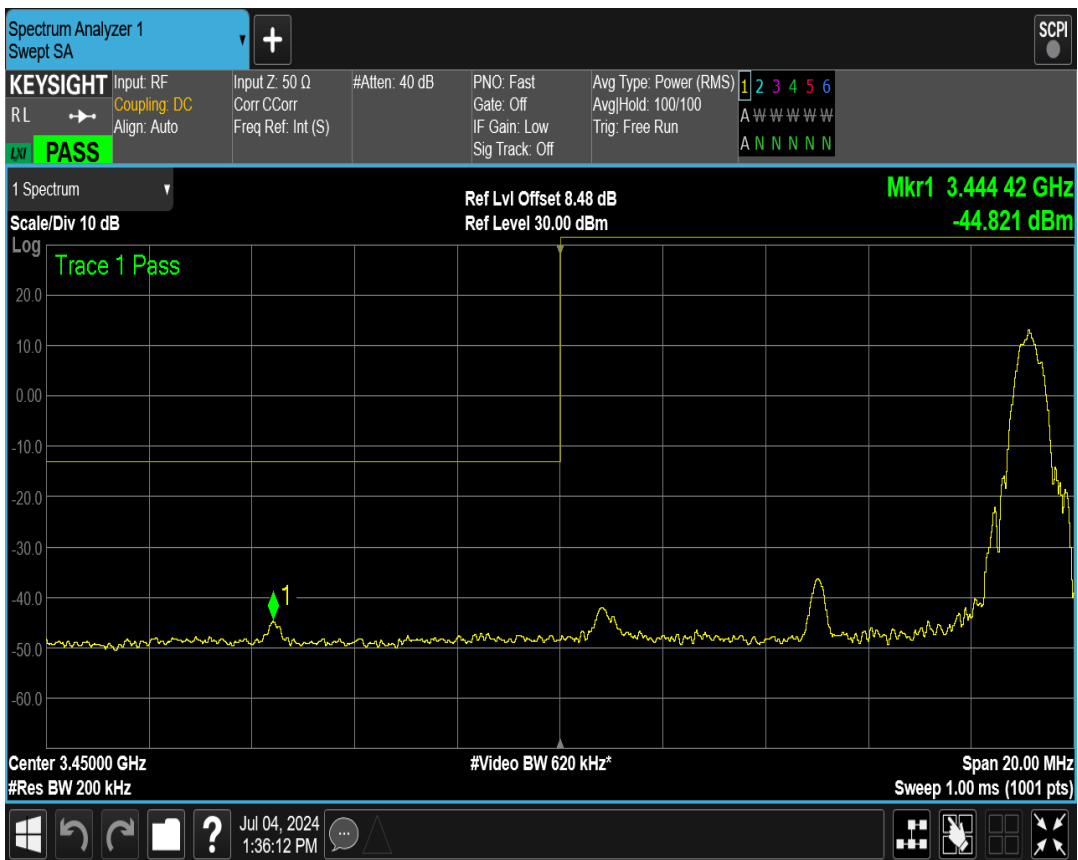 Spectrum Analyzer 1
Swept SA
+
SCPI
KEYSIGHT
RL
LXI PASS
Input: RF
Coupling: DC
Align: Auto
Input Z: 50 Ω
Corr CCorr
Freq Ref: Int (S)
#Atten: 40 dB
PNO: Fast
Gate: Off
IF Gain: Low
Sig Track: Off
Avg Type: Power (RMS)
Avg|Hold: 100/100
Trig: Free Run
1 2 3 4 5 6
A W W W W W
A N N N N N
1 Spectrum
Scale/Div 10 dB
Ref Lvl Offset 8.48 dB
Ref Level 30.00 dBm
Mkr1 3.444 42 GHz
-44.821 dBm
Log
Trace 1 Pass
20.0
10.0
0.00
-10.0
-20.0
-30.0
-40.0
-50.0
-60.0
1
Center 3.45000 GHz
#Res BW 200 kHz
#Video BW 620 kHz*
Span 20.00 MHz
Sweep 1.00 ms (1001 pts)
?
Jul 04, 2024
1:36:12 PM